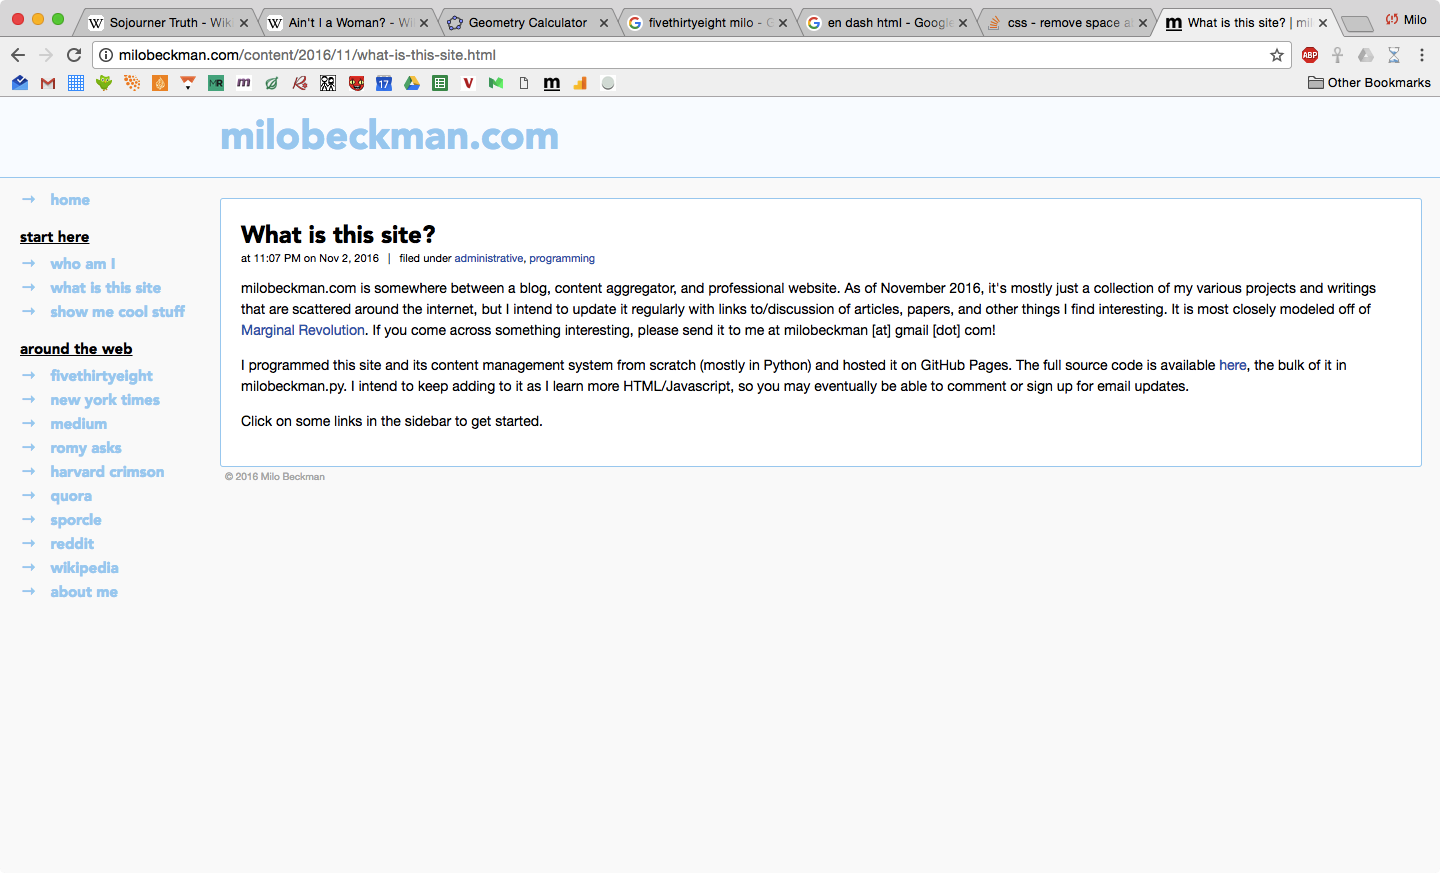 Sojourner Truth - Wiki
Ain't I a Woman? - Wi
Geometry Calculator
fivethirtyeight milo - G
en dash html - Google
css - remove space a
What is this site? | mil
Milo
milobeckman.com/content/2016/11/what-is-this-site.html
ABP
MR
m
17
V
m
Other Bookmarks
milobeckman.com
→ home
start here
→ who am I
→ what is this site
→ show me cool stuff
around the web
→ fivethirtyeight
→ new york times
→ medium
→ romy asks
→ harvard crimson
→ quora
→ sporcle
→ reddit
→ wikipedia
→ about me
What is this site?
at 11:07 PM on Nov 2, 2016 | filed under administrative, programming
milobeckman.com is somewhere between a blog, content aggregator, and professional website. As of November 2016, it's mostly just a collection of my various projects and writings
that are scattered around the internet, but I intend to update it regularly with links to/discussion of articles, papers, and other things I find interesting. It is most closely modeled off of
Marginal Revolution. If you come across something interesting, please send it to me at milobeckman [at] gmail [dot] com!
I programmed this site and its content management system from scratch (mostly in Python) and hosted it on GitHub Pages. The full source code is available here, the bulk of it in
milobeckman.py. I intend to keep adding to it as I learn more HTML/Javascript, so you may eventually be able to comment or sign up for email updates.
Click on some links in the sidebar to get started.
© 2016 Milo Beckman